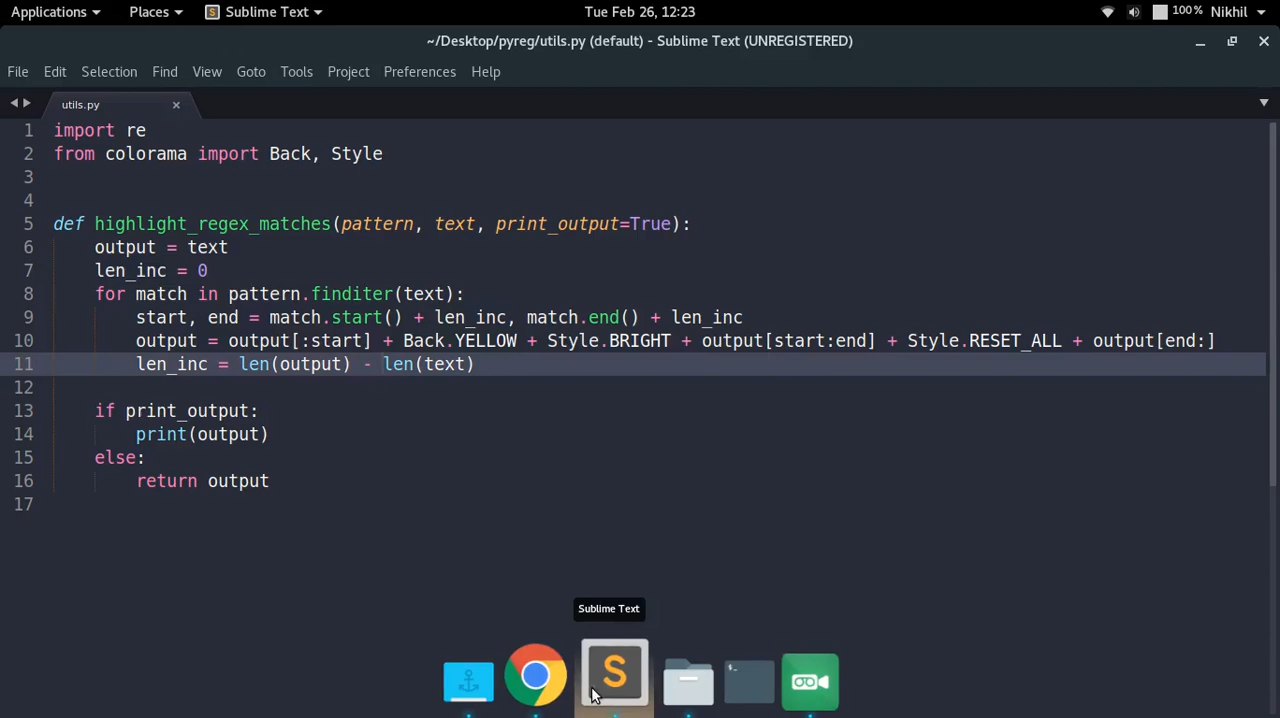 Applications Places Sublime Text Tue Feb 26, 12:23 100% Nikhil
~/Desktop/pyreg/utils.py (default) - Sublime Text (UNREGISTERED)
File Edit Selection Find View Goto Tools Project Preferences Help
utils.py
1 import re
2 from colorama import Back, Style
3
4
5 def highlight_regex_matches(pattern, text, print_output=True):
6     output = text
7     len_inc = 0
8     for match in pattern.finditer(text):
9         start, end = match.start() + len_inc, match.end() + len_inc
10         output = output[:start] + Back.YELLOW + Style.BRIGHT + output[start:end] + Style.RESET_ALL + output[end:]
11         len_inc = len(output) - len(text)
12
13     if print_output:
14         print(output)
15     else:
16         return output
17
Sublime Text
S